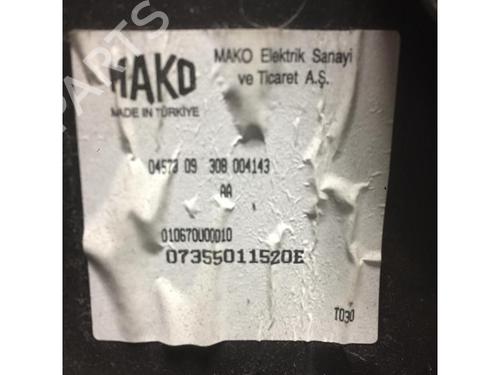 MAKO
MADE IN TÜRKİYE
MAKO Elektrik Sanayi
ve Ticaret A.Ş.
04573 09 308 004143
AA
010670U00010
07355011520E
T030